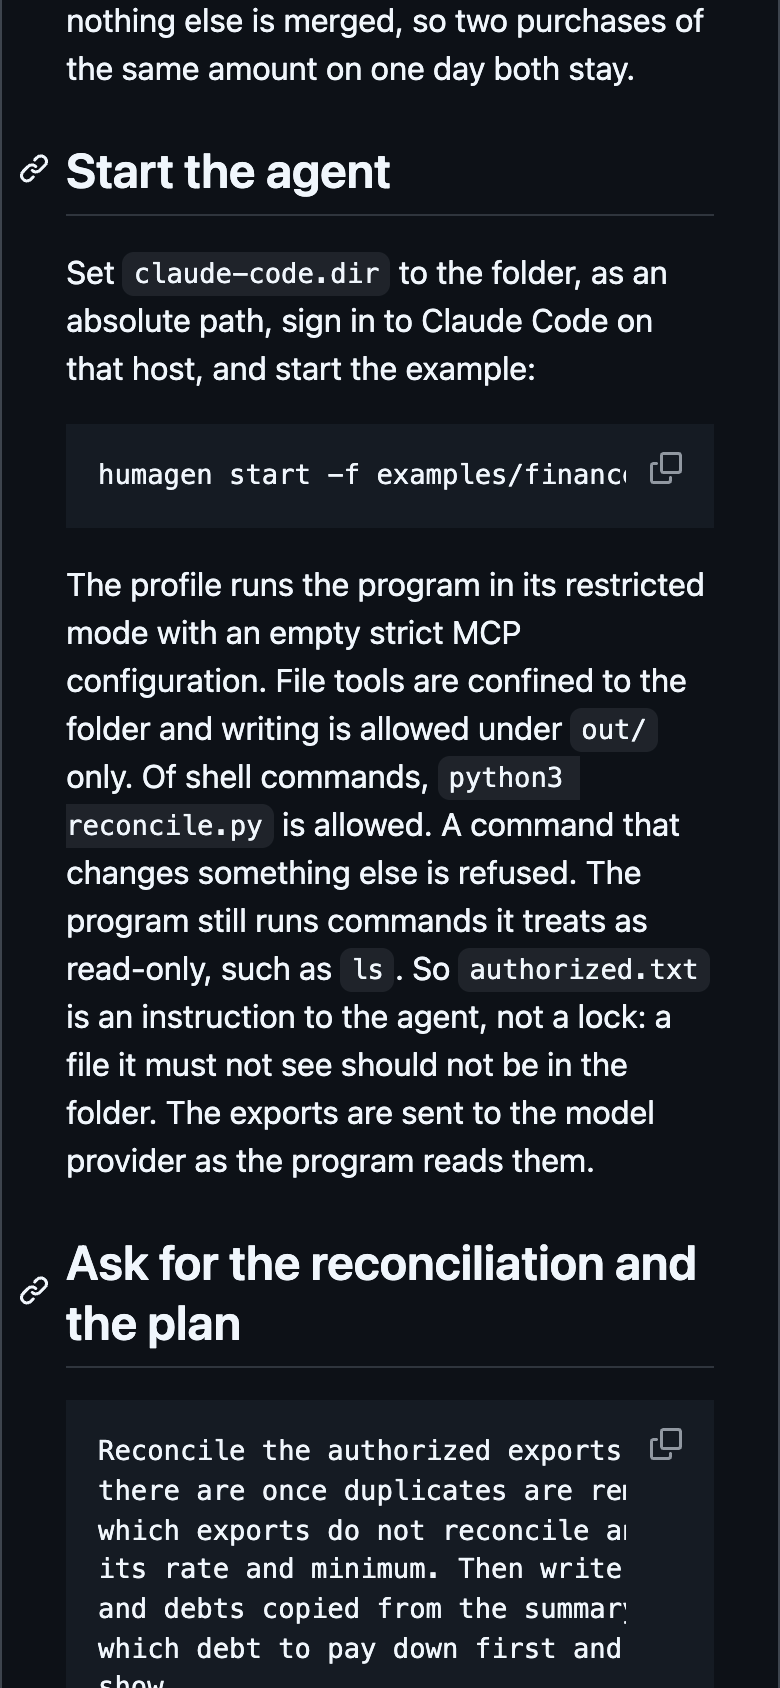 nothing else is merged, so two purchases of
the same amount on one day both stay.
Start the agent
Set claude-code.dir to the folder, as an
absolute path, sign in to Claude Code on
that host, and start the example:
humagen start -f examples/finance
The profile runs the program in its restricted
mode with an empty strict MCP
configuration. File tools are confined to the
folder and writing is allowed under out/
only. Of shell commands, python3
reconcile.py is allowed. A command that
changes something else is refused. The
program still runs commands it treats as
read-only, such as ls. So authorized.txt
is an instruction to the agent, not a lock: a
file it must not see should not be in the
folder. The exports are sent to the model
provider as the program reads them.
Ask for the reconciliation and
the plan
Reconcile the authorized exports
there are once duplicates are
which exports do not reconcile
its rate and minimum. Then write
and debts copied from the summary
which debt to pay down first and
show